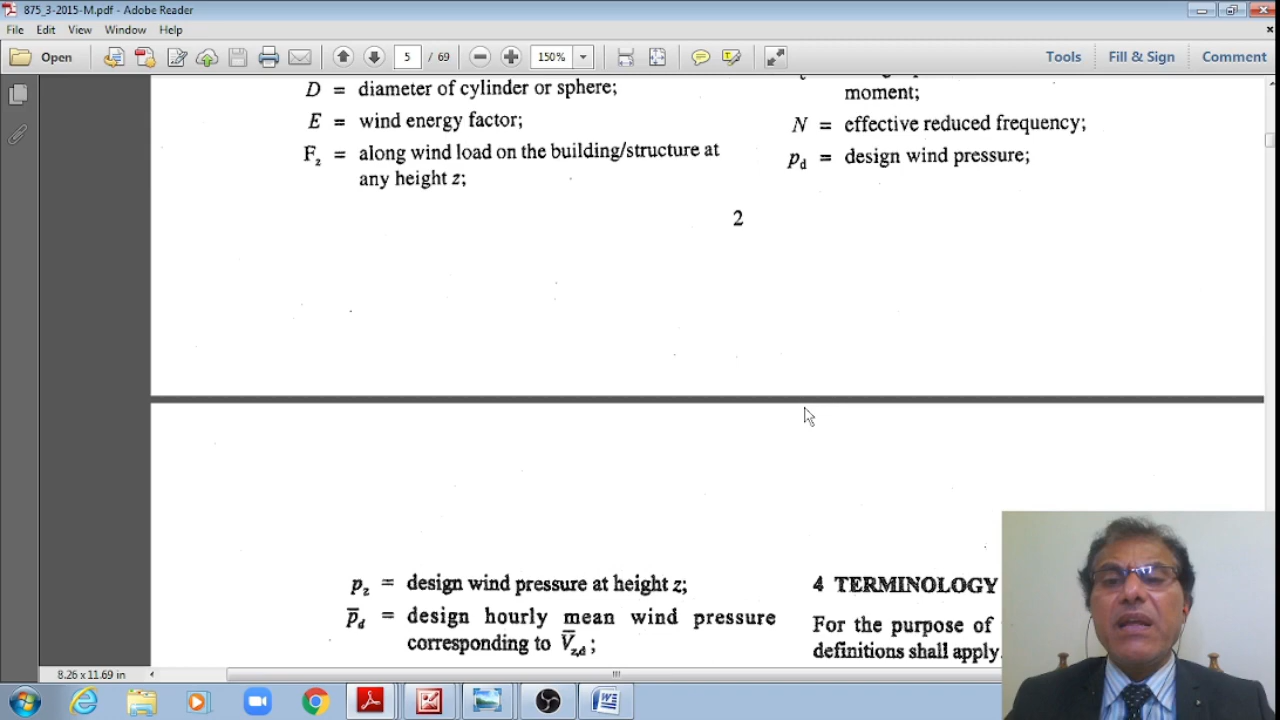 875_3-2015-M.pdf - Adobe Reader
File Edit View Window Help
Open 5 / 69 150% Tools Fill & Sign Comment
D = diameter of cylinder or sphere;
E = wind energy factor;
F_z = along wind load on the building/structure at
any height z;
moment;
N = effective reduced frequency;
p_d = design wind pressure;
2
p_z = design wind pressure at height z;
p̅_d = design hourly mean wind pressure
corresponding to V̅_z,d;
4 TERMINOLOGY
For the purpose of
definitions shall apply.
8.26 x 11.69 in